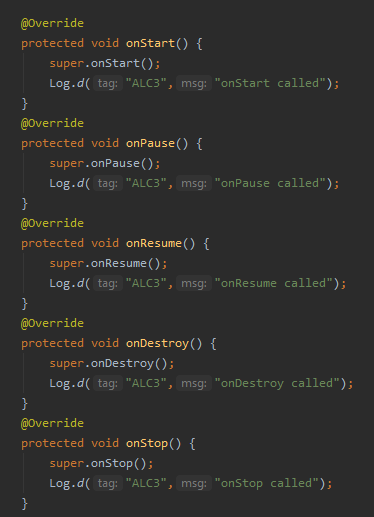 @Override
protected void onStart() {
    super.onStart();
    Log.d( tag: "ALC3", msg: "onStart called");
}
@Override
protected void onPause() {
    super.onPause();
    Log.d( tag: "ALC3", msg: "onPause called");
}
@Override
protected void onResume() {
    super.onResume();
    Log.d( tag: "ALC3", msg: "onResume called");
}
@Override
protected void onDestroy() {
    super.onDestroy();
    Log.d( tag: "ALC3", msg: "onDestroy called");
}
@Override
protected void onStop() {
    super.onStop();
    Log.d( tag: "ALC3", msg: "onStop called");
}